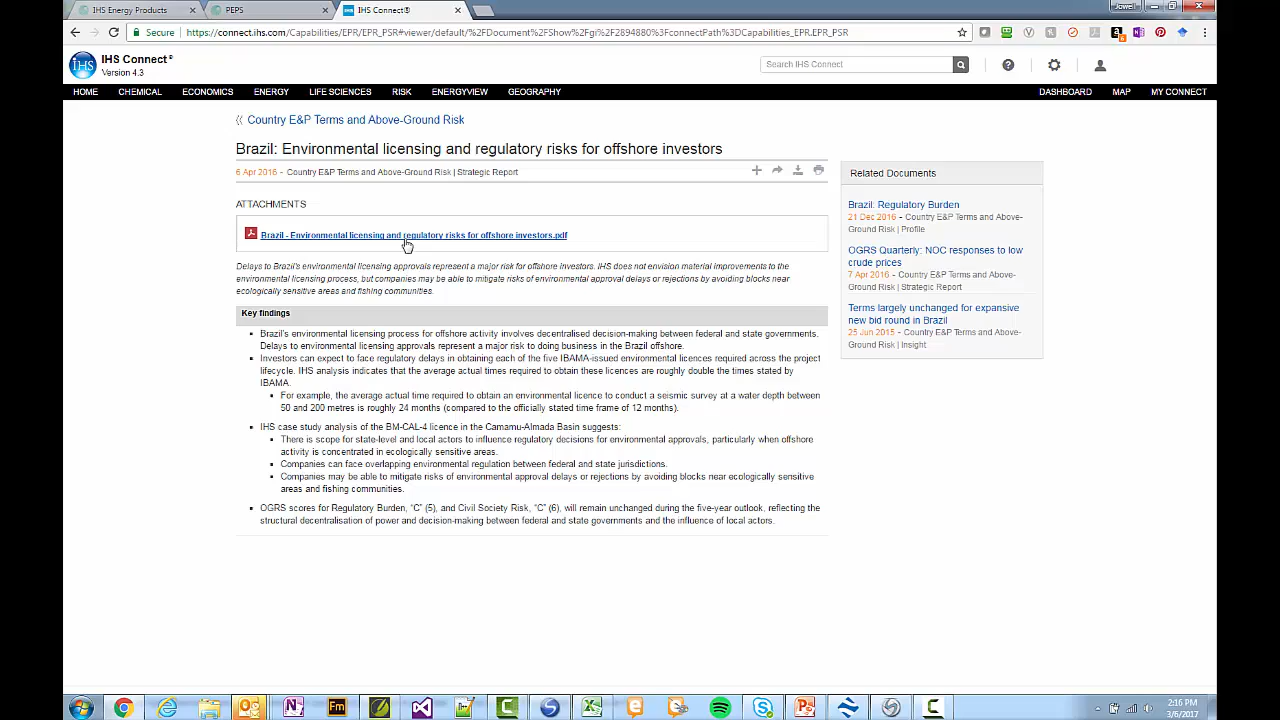 IHS Energy Products
PEPS
IHS Connect®
Jowell
Secure
https://connect.ihs.com/Capabilities/EPR/EPR_PSR#viewer/default/%2FDocument%2FShow%2Fgi%2F2894880%3FconnectPath%3DCapabilities_EPR.EPR_PSR
IHS Connect®
Version 4.3
Search IHS Connect
HOME CHEMICAL ECONOMICS ENERGY LIFE SCIENCES RISK ENERGYVIEW GEOGRAPHY DASHBOARD MAP MY CONNECT
Country E&P Terms and Above-Ground Risk
Brazil: Environmental licensing and regulatory risks for offshore investors
6 Apr 2016 - Country E&P Terms and Above-Ground Risk | Strategic Report
ATTACHMENTS
Brazil - Environmental licensing and regulatory risks for offshore investors.pdf
Delays to Brazil's environmental licensing approvals represent a major risk for offshore investors. IHS does not envision material improvements to the
environmental licensing process, but companies may be able to mitigate risks of environmental approval delays or rejections by avoiding blocks near
ecologically sensitive areas and fishing communities.
Key findings
Brazil's environmental licensing process for offshore activity involves decentralised decision-making between federal and state governments.
Delays to environmental licensing approvals represent a major risk to doing business in the Brazil offshore.
Investors can expect to face regulatory delays in obtaining each of the five IBAMA-issued environmental licences required across the project
lifecycle. IHS analysis indicates that the average actual times required to obtain these licences are roughly double the times stated by
IBAMA.
For example, the average actual time required to obtain an environmental licence to conduct a seismic survey at a water depth between
50 and 200 metres is roughly 24 months (compared to the officially stated time frame of 12 months).
IHS case study analysis of the BM-CAL-4 licence in the Camamu-Almada Basin suggests:
There is scope for state-level and local actors to influence regulatory decisions for environmental approvals, particularly when offshore
activity is concentrated in ecologically sensitive areas.
Companies can face overlapping environmental regulation between federal and state jurisdictions.
Companies may be able to mitigate risks of environmental approval delays or rejections by avoiding blocks near ecologically sensitive
areas and fishing communities.
OGRS scores for Regulatory Burden, "C" (5), and Civil Society Risk, "C" (6), will remain unchanged during the five-year outlook, reflecting the
structural decentralisation of power and decision-making between federal and state governments and the influence of local actors.
Related Documents
Brazil: Regulatory Burden
21 Dec 2016 - Country E&P Terms and Above-
Ground Risk | Profile
OGRS Quarterly: NOC responses to low
crude prices
7 Apr 2016 - Country E&P Terms and Above-
Ground Risk | Strategic Report
Terms largely unchanged for expansive
new bid round in Brazil
25 Jun 2015 - Country E&P Terms and Above-
Ground Risk | Insight
2:16 PM
3/6/2017